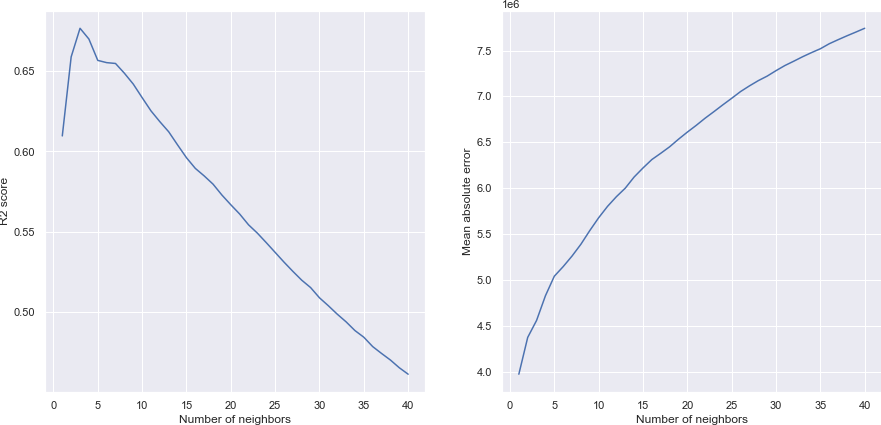 1e6
0.65
0.60
0.55
0.50
R2 score
0 5 10 15 20 25 30 35 40
Number of neighbors
7.5
7.0
6.5
6.0
5.5
5.0
4.5
4.0
Mean absolute error
0 5 10 15 20 25 30 35 40
Number of neighbors